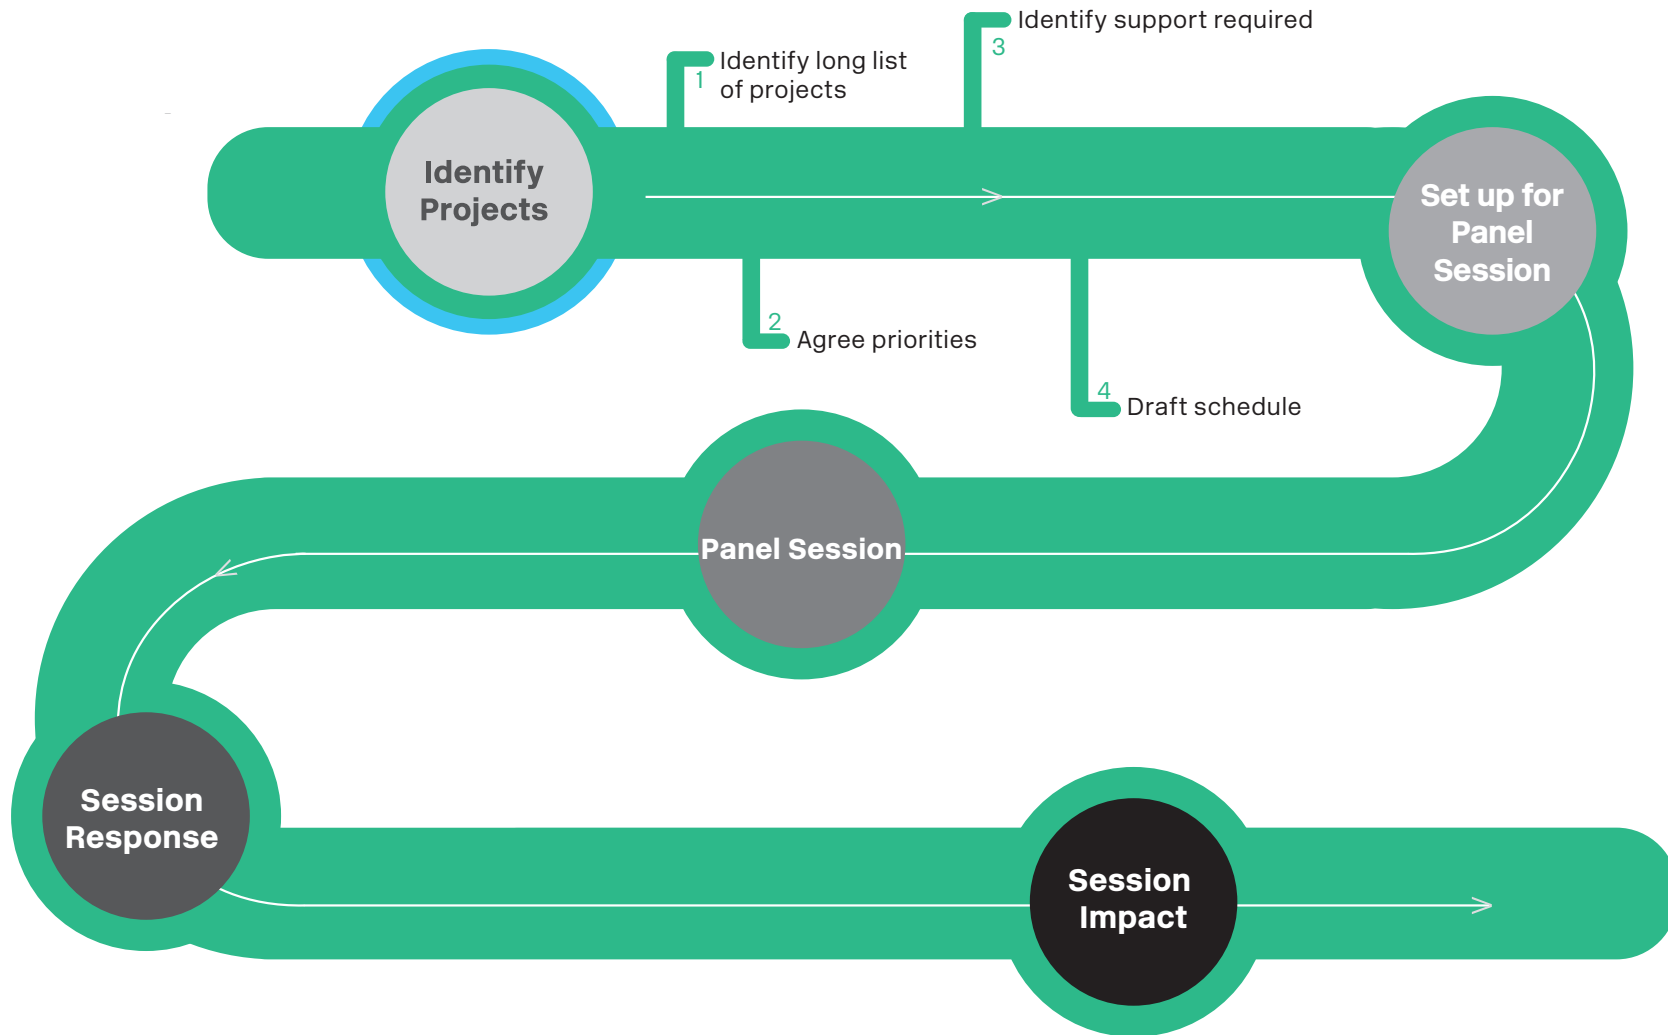 Identify
Projects
1
Identify long list
of projects
2
Agree priorities
3
Identify support required
4
Draft schedule
Set up for
Panel
Session
Panel Session
Session
Response
Session
Impact